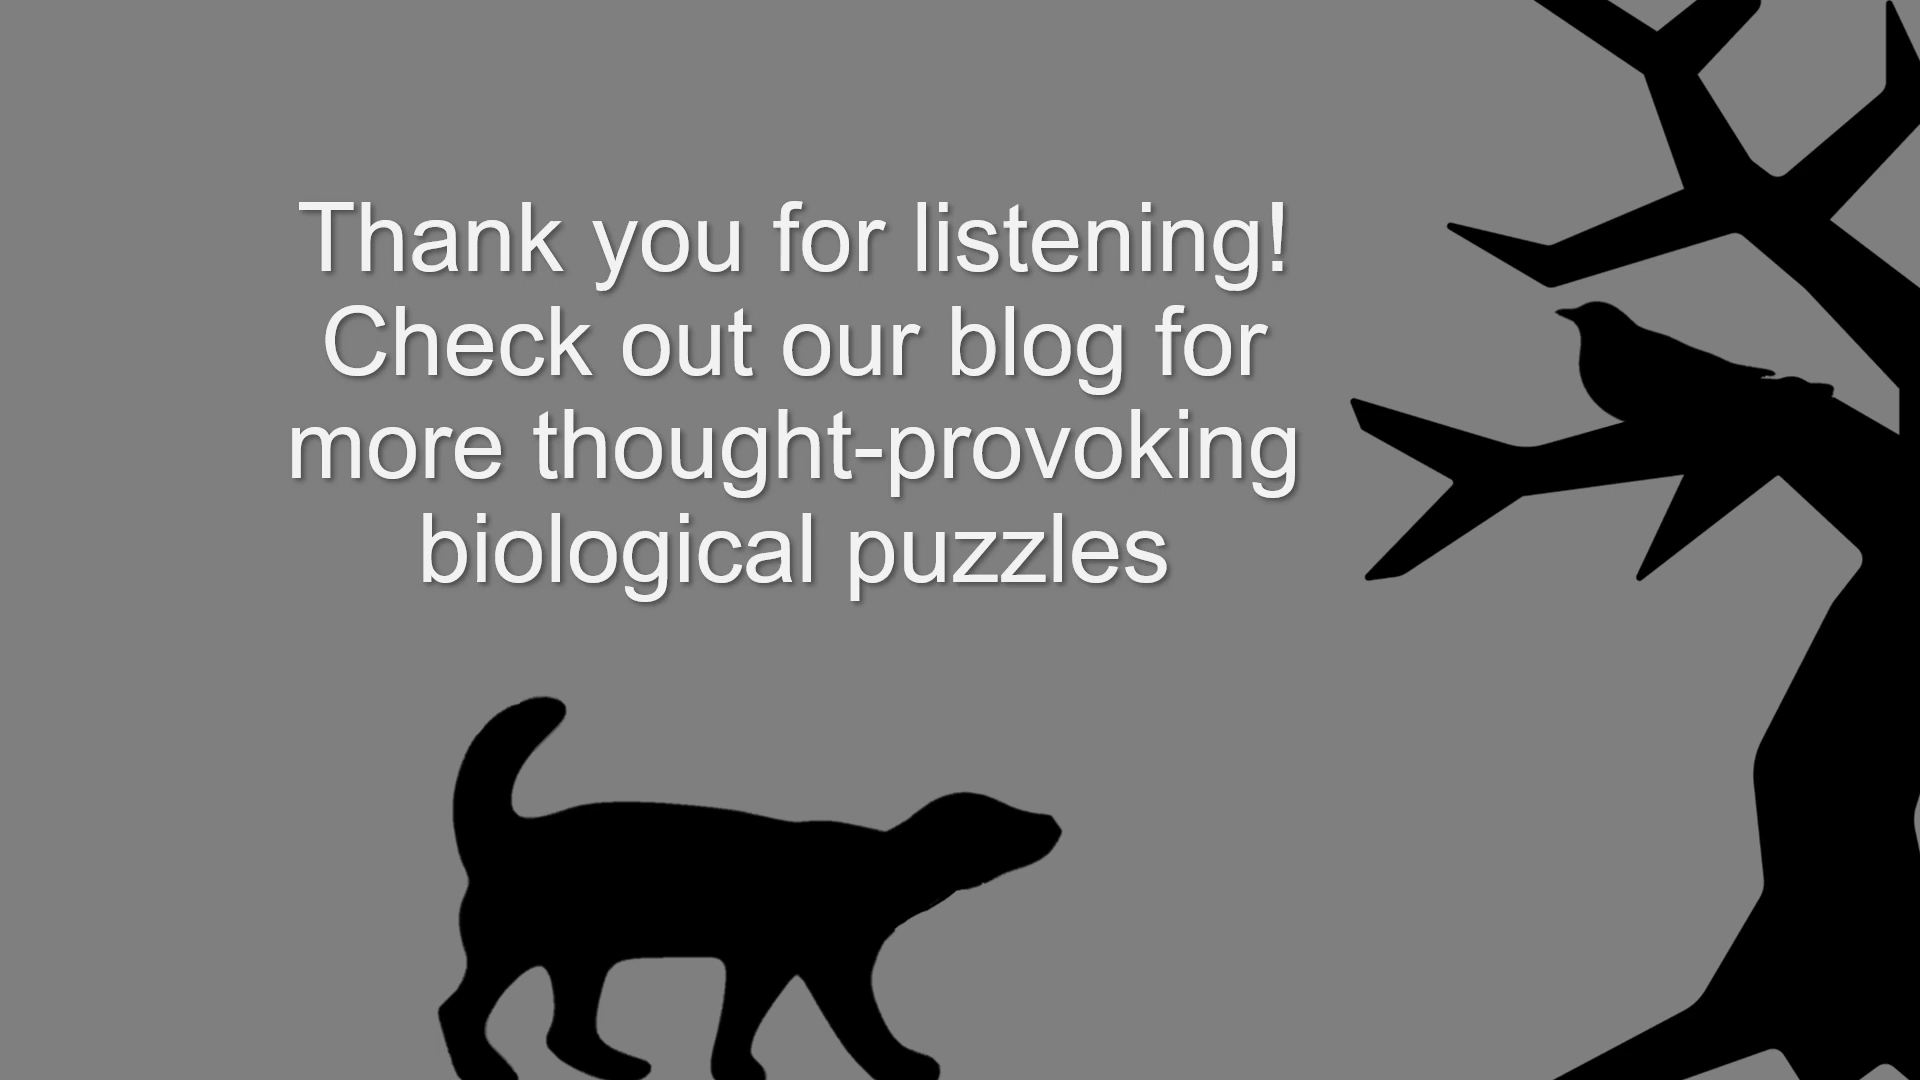 Thank you for listening!
Check out our blog for
more thought-provoking
biological puzzles